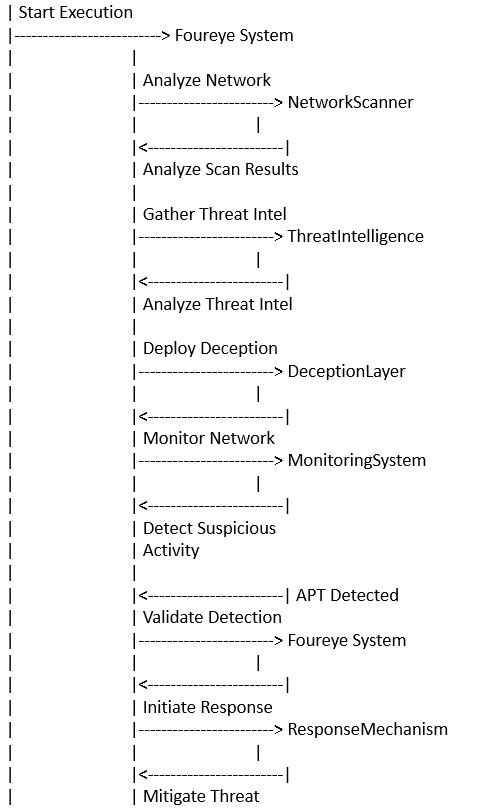 | Start Execution
|--------------------------> Foureye System
| |
| | Analyze Network
| |------------------------> NetworkScanner
| | |
| |<------------------------|
| | Analyze Scan Results
| |
| | Gather Threat Intel
| |------------------------> ThreatIntelligence
| | |
| |<------------------------|
| | Analyze Threat Intel
| |
| | Deploy Deception
| |------------------------> DeceptionLayer
| | |
| |<------------------------|
| | Monitor Network
| |------------------------> MonitoringSystem
| | |
| |<------------------------|
| | Detect Suspicious
| | Activity
| |
| |<------------------------| APT Detected
| | Validate Detection
| |------------------------> Foureye System
| | |
| |<------------------------|
| | Initiate Response
| |------------------------> ResponseMechanism
| | |
| |<------------------------|
| | Mitigate Threat